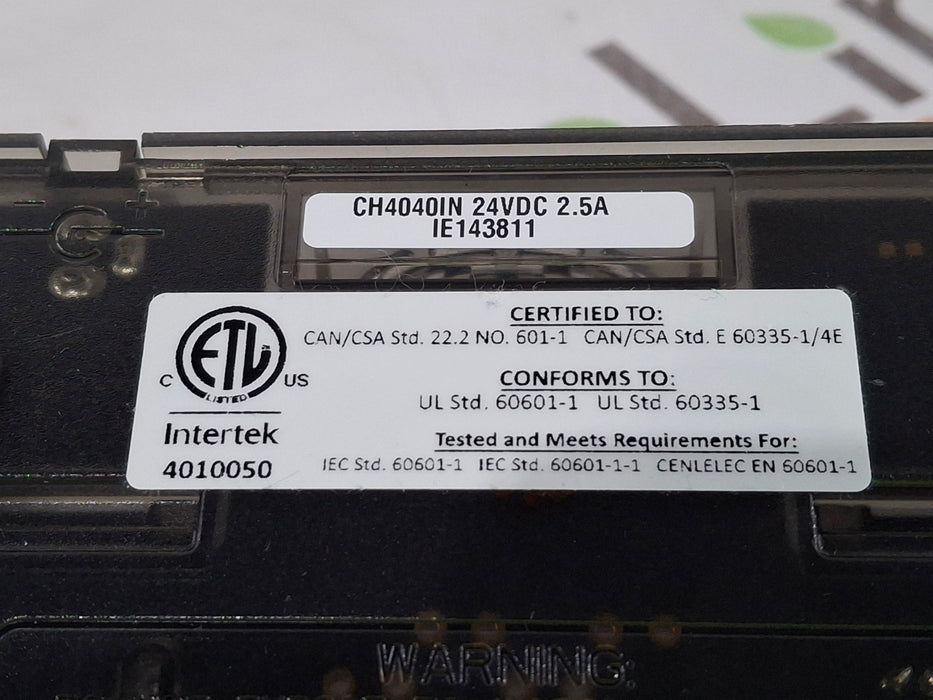 CH4040IN 24VDC 2.5A
IE143811
CERTIFIED TO:
CAN/CSA Std. 22.2 NO. 601-1 CAN/CSA Std. E 60335-1/4E
ETL
LISTED
C US
CONFORMS TO:
UL Std. 60601-1 UL Std. 60335-1
Intertek
4010050
Tested and Meets Requirements For:
IEC Std. 60601-1 IEC Std. 60601-1-1 CENLELEC EN 60601-1
WARNING: